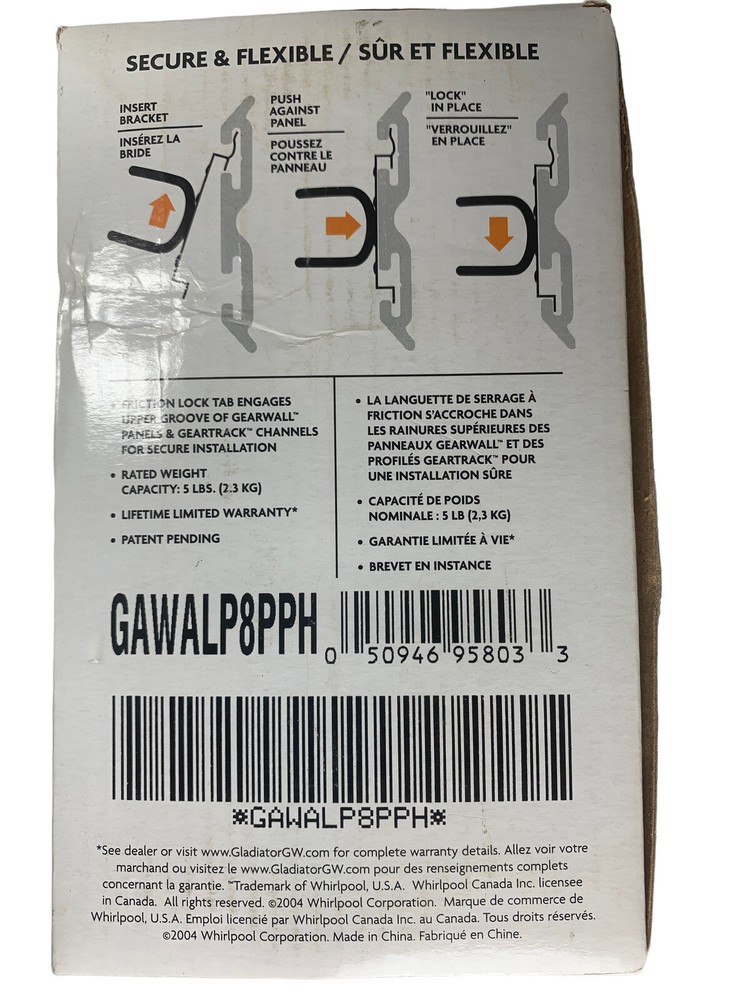 SECURE & FLEXIBLE / SÛR ET FLEXIBLE
INSERT
BRACKET
INSÉREZ LA
BRIDE
PUSH
AGAINST
PANEL
POUSSEZ
CONTRE LE
PANNEAU
"LOCK"
IN PLACE
"VERROUILLEZ"
EN PLACE
• FRICTION LOCK TAB ENGAGES
UPPER GROOVE OF GEARWALL™
PANELS & GEARTRACK™ CHANNELS
FOR SECURE INSTALLATION
• RATED WEIGHT
CAPACITY: 5 LBS. (2.3 KG)
• LIFETIME LIMITED WARRANTY*
• PATENT PENDING
• LA LANGUETTE DE SERRAGE À
FRICTION S'ACCROCHE DANS
LES RAINURES SUPÉRIEURES DES
PANNEAUX GEARWALL™ ET DES
PROFILÉS GEARTRACK™ POUR
UNE INSTALLATION SÛRE
• CAPACITÉ DE POIDS
NOMINALE : 5 LB (2,3 KG)
• GARANTIE LIMITÉE À VIE*
• BREVET EN INSTANCE
GAWALP8PPH
0 50946 95803 3
*GAWALP8PPH*
*See dealer or visit www.GladiatorGW.com for complete warranty details. Allez voir votre
marchand ou visitez le www.GladiatorGW.com pour des renseignements complets
concernant la garantie. ™Trademark of Whirlpool, U.S.A. Whirlpool Canada Inc. licensee
in Canada. All rights reserved. ©2004 Whirlpool Corporation. Marque de commerce de
Whirlpool, U.S.A. Emploi licencié par Whirlpool Canada Inc. au Canada. Tous droits réservés.
©2004 Whirlpool Corporation. Made in China. Fabriqué en Chine.